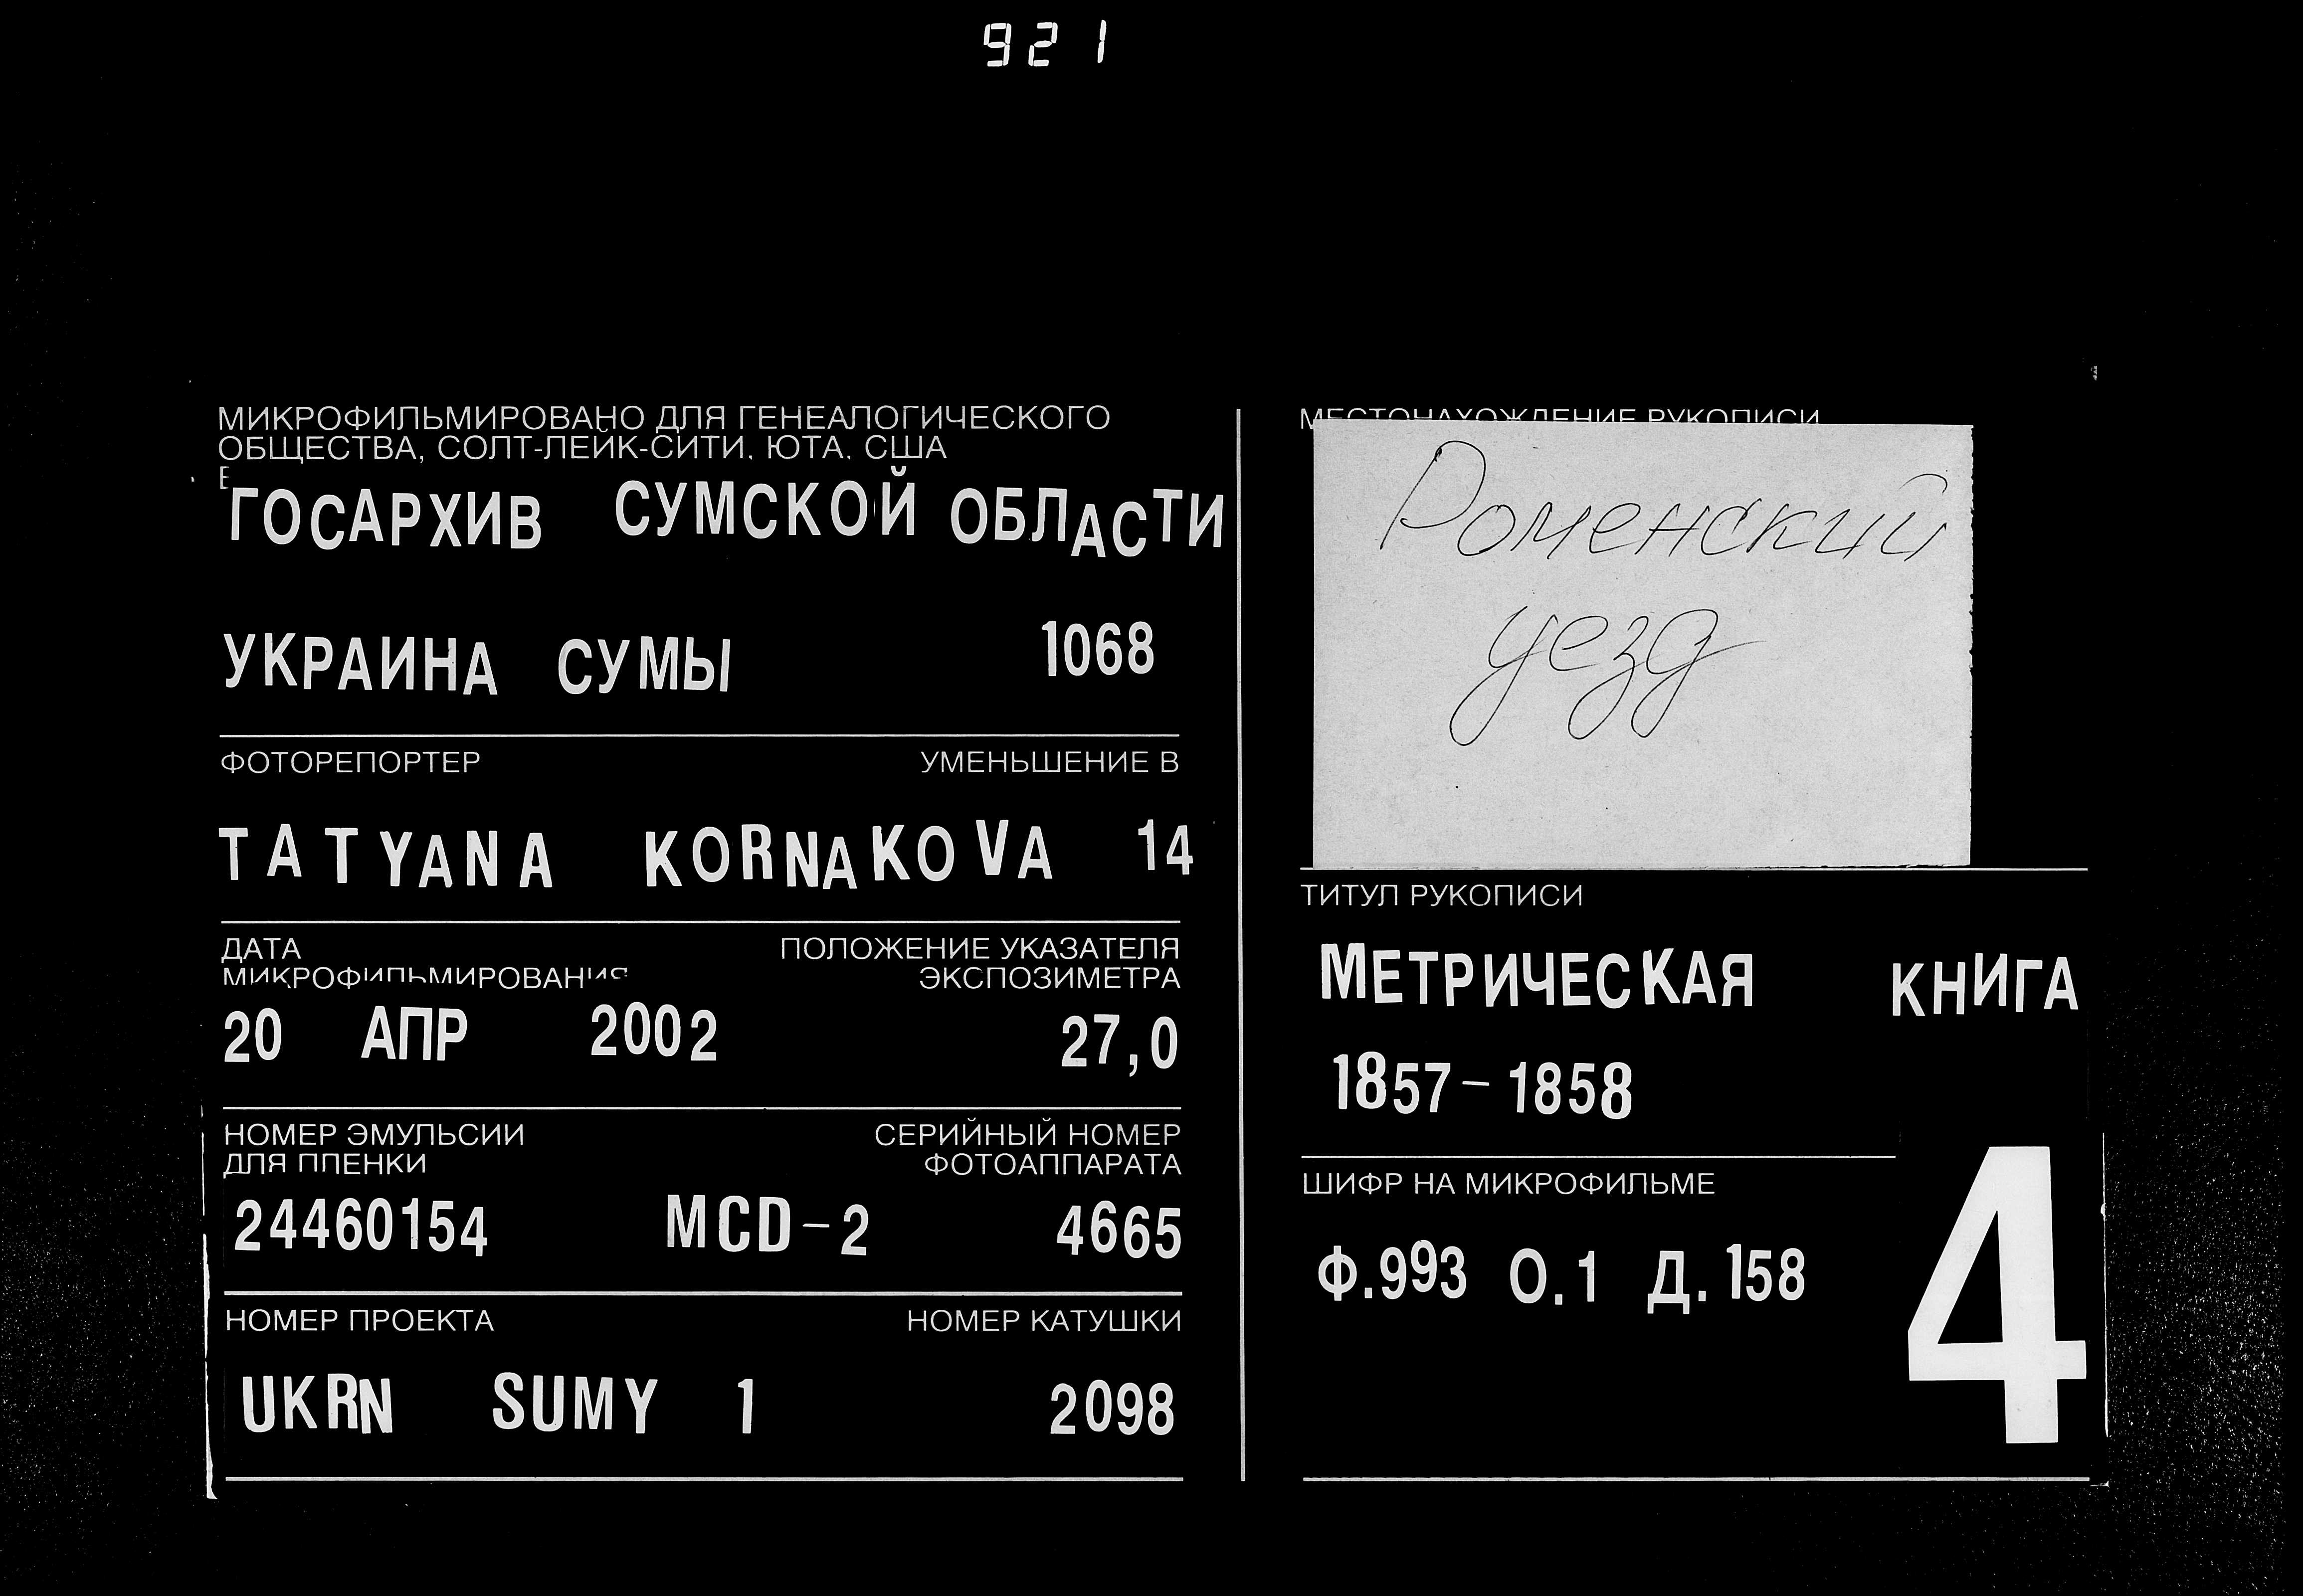 921
МИКРОФИЛЬМИРОВАНО ДЛЯ ГЕНЕАЛОГИЧЕСКОГО
ОБЩЕСТВА, СОЛТ-ЛЕЙК-СИТИ, ЮТА, США
В
ГОСАРХИВ СУМСКОЙ ОБЛАСТИ
УКРАИНА СУМЫ 1068
ФОТОРЕПОРТЕР УМЕНЬШЕНИЕ В
TATYANA KORNAKOVA 14
ДАТА ПОЛОЖЕНИЕ УКАЗАТЕЛЯ
МИКРОФИЛЬМИРОВАНИЯ ЭКСПОЗИМЕТРА
20 АПР 2002 27,0
НОМЕР ЭМУЛЬСИИ СЕРИЙНЫЙ НОМЕР
ДЛЯ ПЛЕНКИ ФОТОАППАРАТА
24460154 MCD-2 4665
НОМЕР ПРОЕКТА НОМЕР КАТУШКИ
UKRN SUMY 1 2098
МЕСТОНАХОЖДЕНИЕ РУКОПИСИ
Роменский
уезд
ТИТУЛ РУКОПИСИ
МЕТРИЧЕСКАЯ КНИГА
1857-1858
ШИФР НА МИКРОФИЛЬМЕ
Ф.993 О.1 Д.158
4